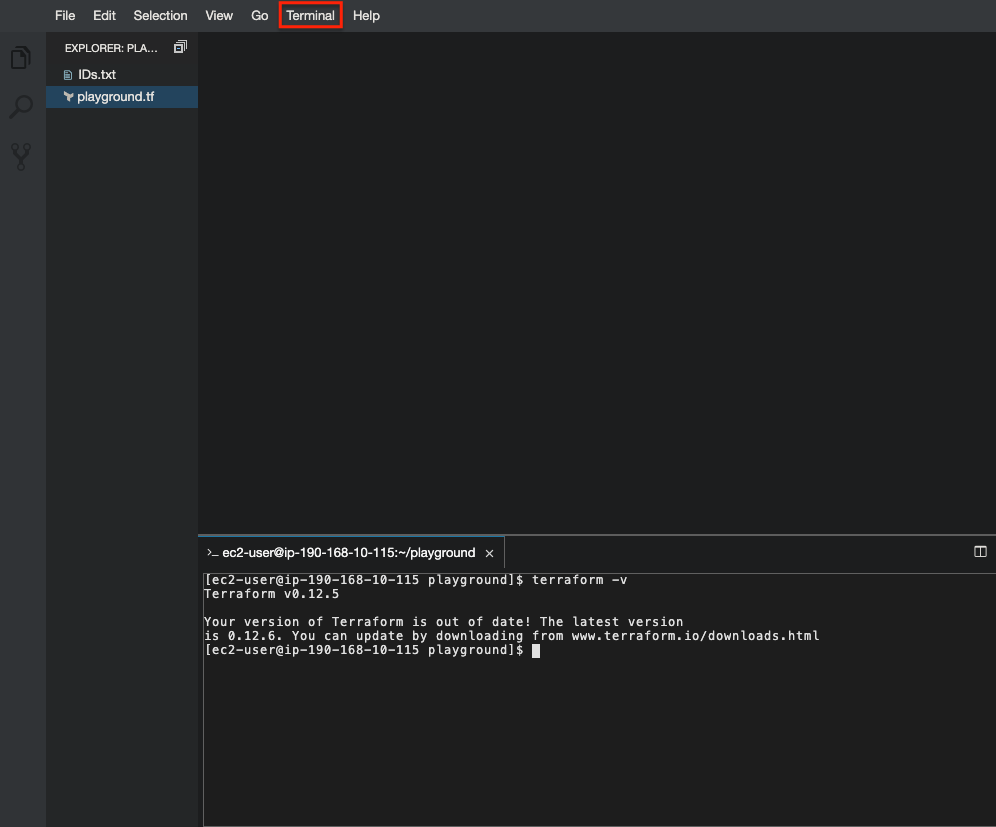 File Edit Selection View Go Terminal Help
EXPLORER: PLA...
IDs.txt
playground.tf
>_ ec2-user@ip-190-168-10-115:~/playground ×
[ec2-user@ip-190-168-10-115 playground]$ terraform -v
Terraform v0.12.5
Your version of Terraform is out of date! The latest version
is 0.12.6. You can update by downloading from www.terraform.io/downloads.html
[ec2-user@ip-190-168-10-115 playground]$